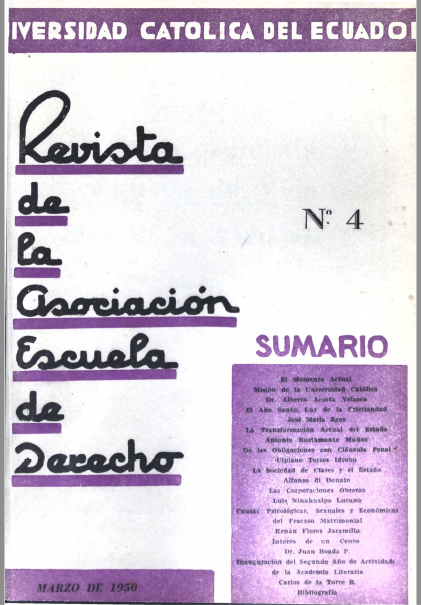 IVERSIDAD CATOLICA DEL ECUADO
Revista
de
la
Asociación
Escuela
de
Derecho
Nº 4
SUMARIO
El Momento Actual
Misión de la Universidad Católica
Dr. Alberto Acosta Velasco
El Año Santo, Luz de la Cristiandad
José María Egas
La Transformación Actual del Estado
Antonio Bustamante Muñoz
De las Obligaciones con Cláusula Penal
Ulpiano Torres Idrobo
La Sociedad de Clases y el Estado
Alfonso di Donato
Las Corporaciones Obreras
Luis Ninahualpa Lucano
Causas Psicológicas, Sexuales y Económicas
del Fracaso Matrimonial
Renán Flores Jaramillo
Interés de un Censo
Dr. Juan Boada P.
Inauguración del Segundo Año de Actividad
de la Academia Literaria
Carlos de la Torre R.
Bibliografía
MARZO DE 1950